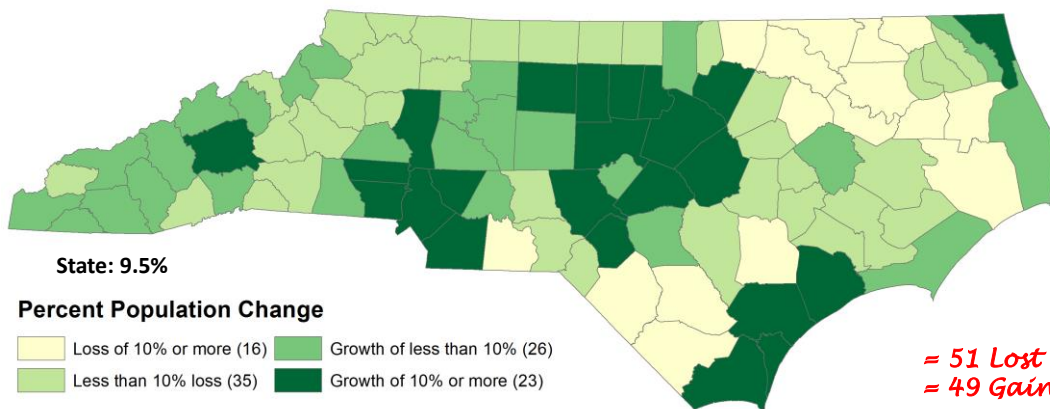 State: 9.5%
Percent Population Change
Loss of 10% or more (16)
Growth of less than 10% (26)
Less than 10% loss (35)
Growth of 10% or more (23)
= 51 Lost
= 49 Gain